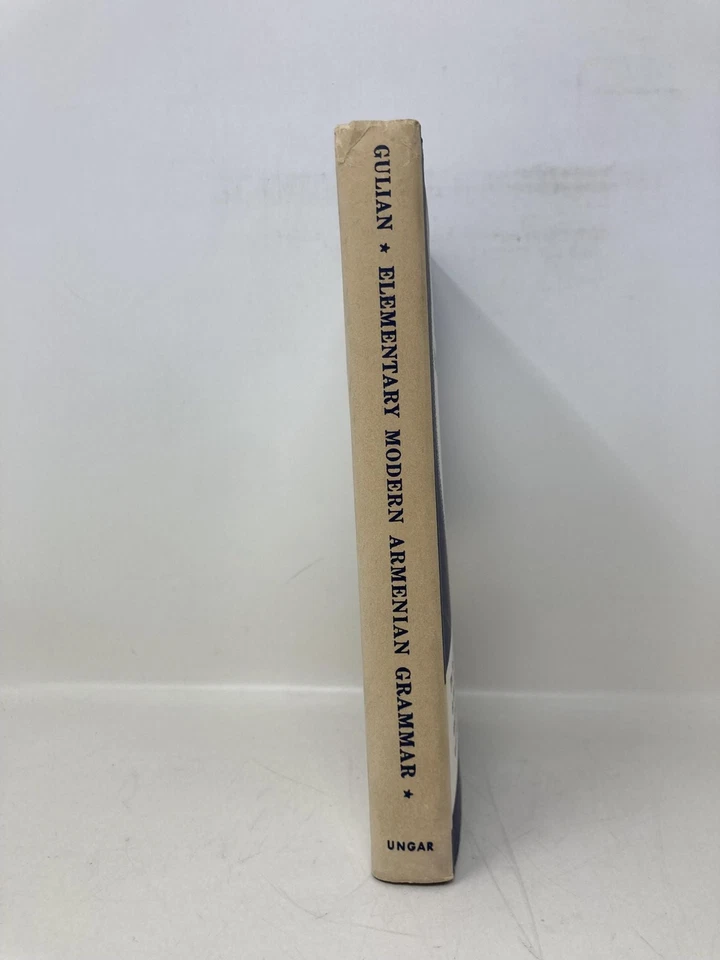 GULIAN ★ ELEMENTARY MODERN ARMENIAN GRAMMAR ★
UNGAR